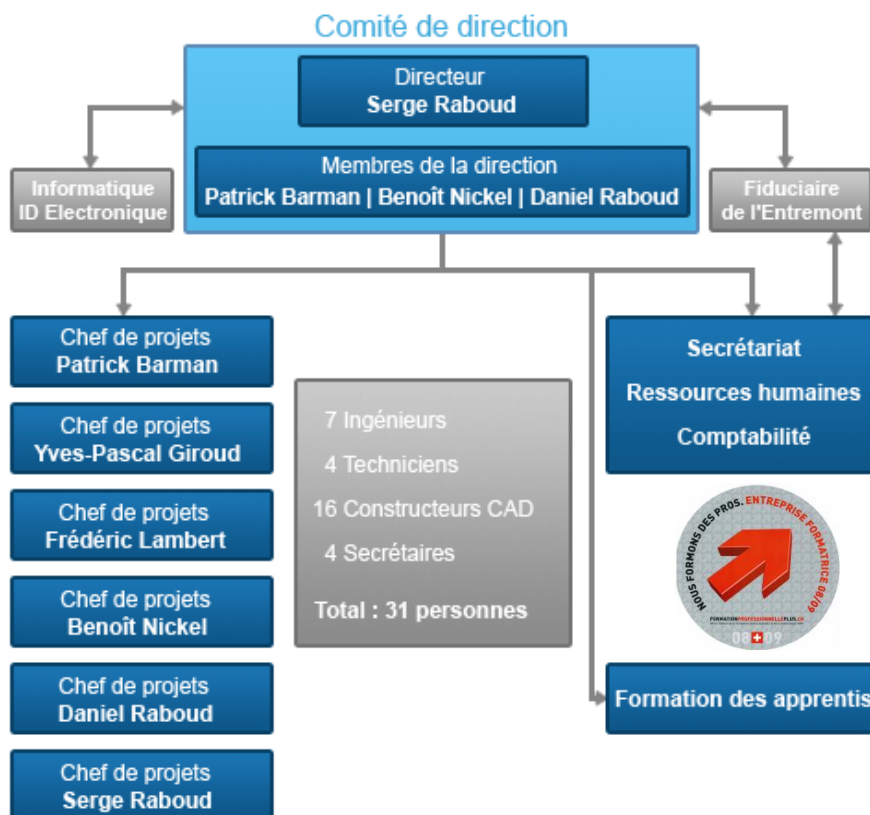 Comité de direction
Directeur
Serge Raboud
Membres de la direction
Patrick Barman | Benoît Nickel | Daniel Raboud
Informatique
ID Electronique
Fiduciaire
de l'Entremont
Chef de projets
Patrick Barman
Chef de projets
Yves-Pascal Giroud
Chef de projets
Frédéric Lambert
Chef de projets
Benoît Nickel
Chef de projets
Daniel Raboud
Chef de projets
Serge Raboud
7 Ingénieurs
4 Techniciens
16 Constructeurs CAD
4 Secrétaires
Total : 31 personnes
Secrétariat
Ressources humaines
Comptabilité
NOUS FORMONS DES PROS. ENTREPRISE FORMATRICE 08/09
FORMATIONPROFESSIONNELLEPLUS.CH
08 09
Formation des apprentis